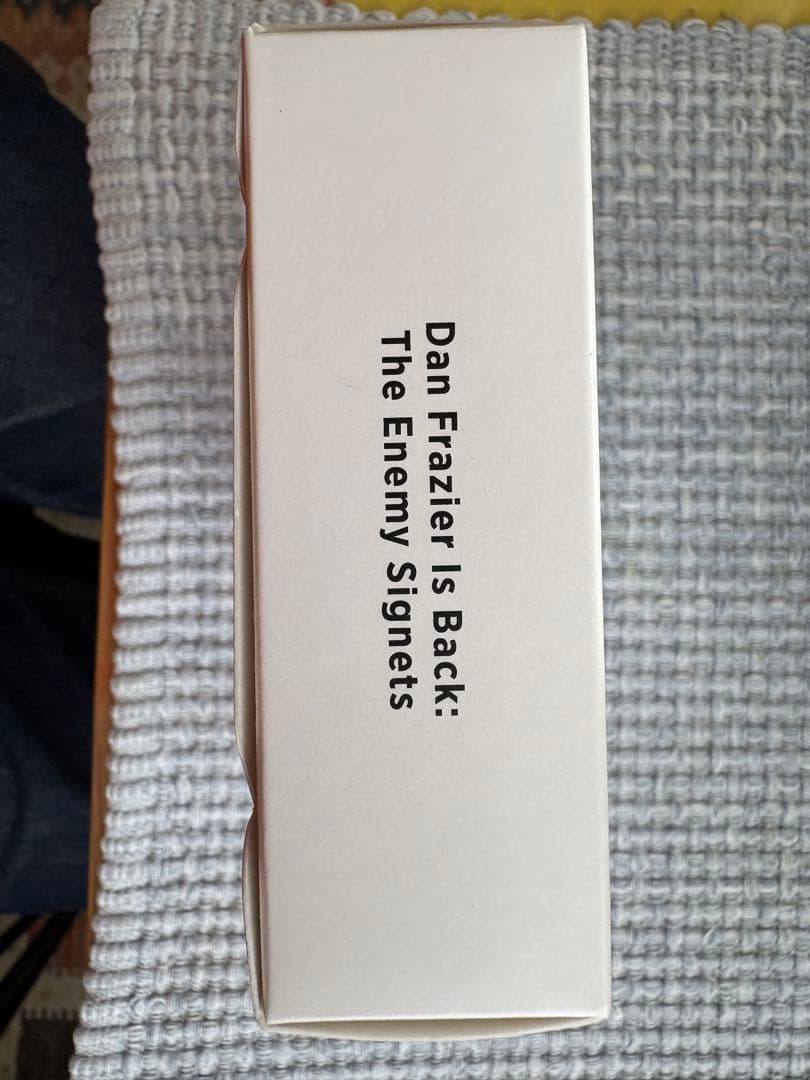 Dan Frazier Is Back:
The Enemy Signets